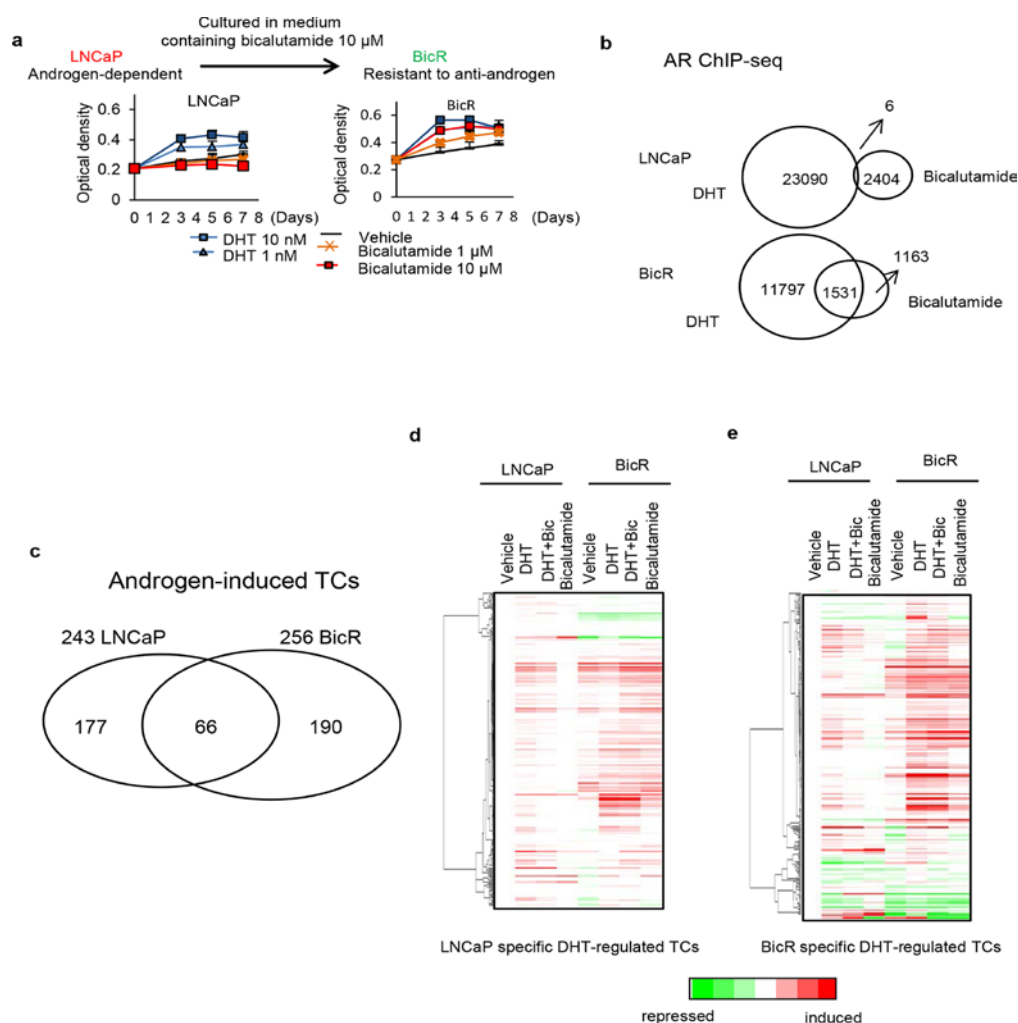 a
Cultured in medium
containing bicalutamide 10 µM
LNCaP
Androgen-dependent
BicR
Resistant to anti-androgen
LNCaP
Optical density
0.6
0.4
0.2
0
0 1 2 3 4 5 6 7 8 (Days)
BicR
Optical density
0.6
0.4
0.2
0
0 1 2 3 4 5 6 7 8 (Days)
DHT 10 nM
DHT 1 nM
Vehicle
Bicalutamide 1 µM
Bicalutamide 10 µM
b
AR ChIP-seq
6
LNCaP
DHT
23090
2404
Bicalutamide
1163
BicR
DHT
11797
1531
Bicalutamide
c
Androgen-induced TCs
243 LNCaP
256 BicR
177
66
190
d
LNCaP
BicR
Vehicle
DHT
DHT+Bic
Bicalutamide
Vehicle
DHT
DHT+Bic
Bicalutamide
LNCaP specific DHT-regulated TCs
e
LNCaP
BicR
Vehicle
DHT
DHT+Bic
Bicalutamide
Vehicle
DHT
DHT+Bic
Bicalutamide
BicR specific DHT-regulated TCs
repressed
induced